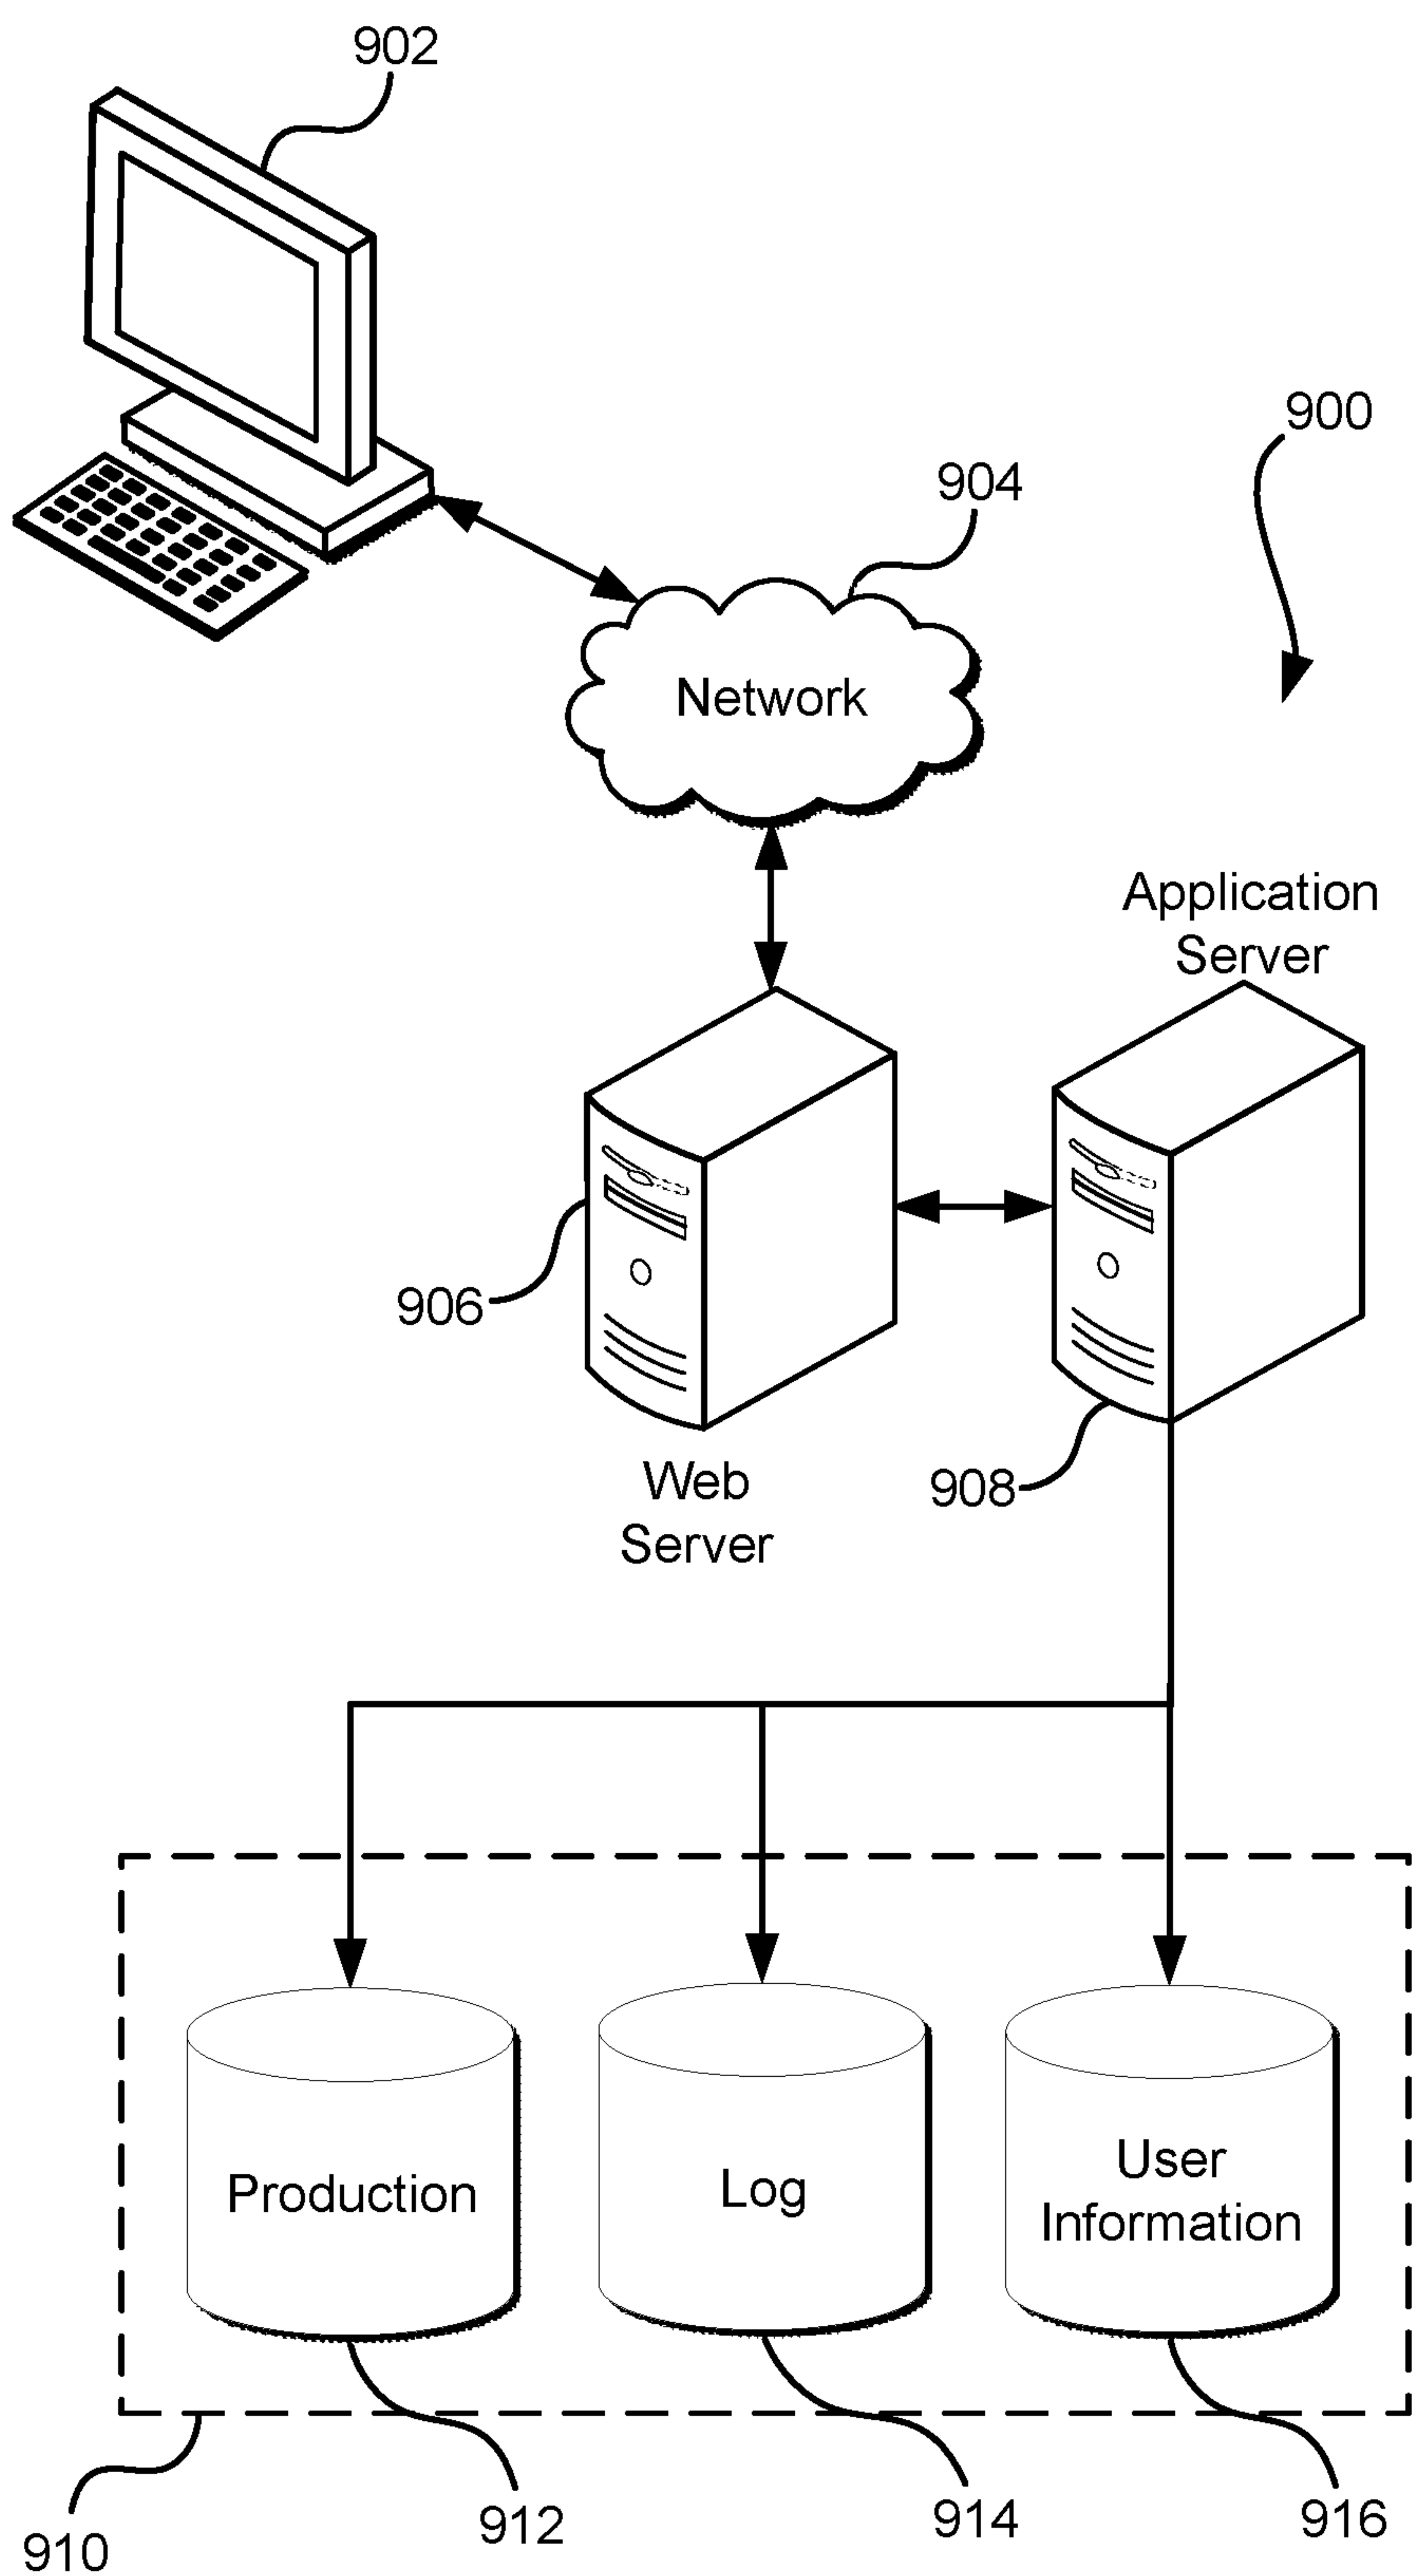 902
900
904
Network
Application
Server
906
908
Web
Server
Production
Log
User
Information
910
912
914
916